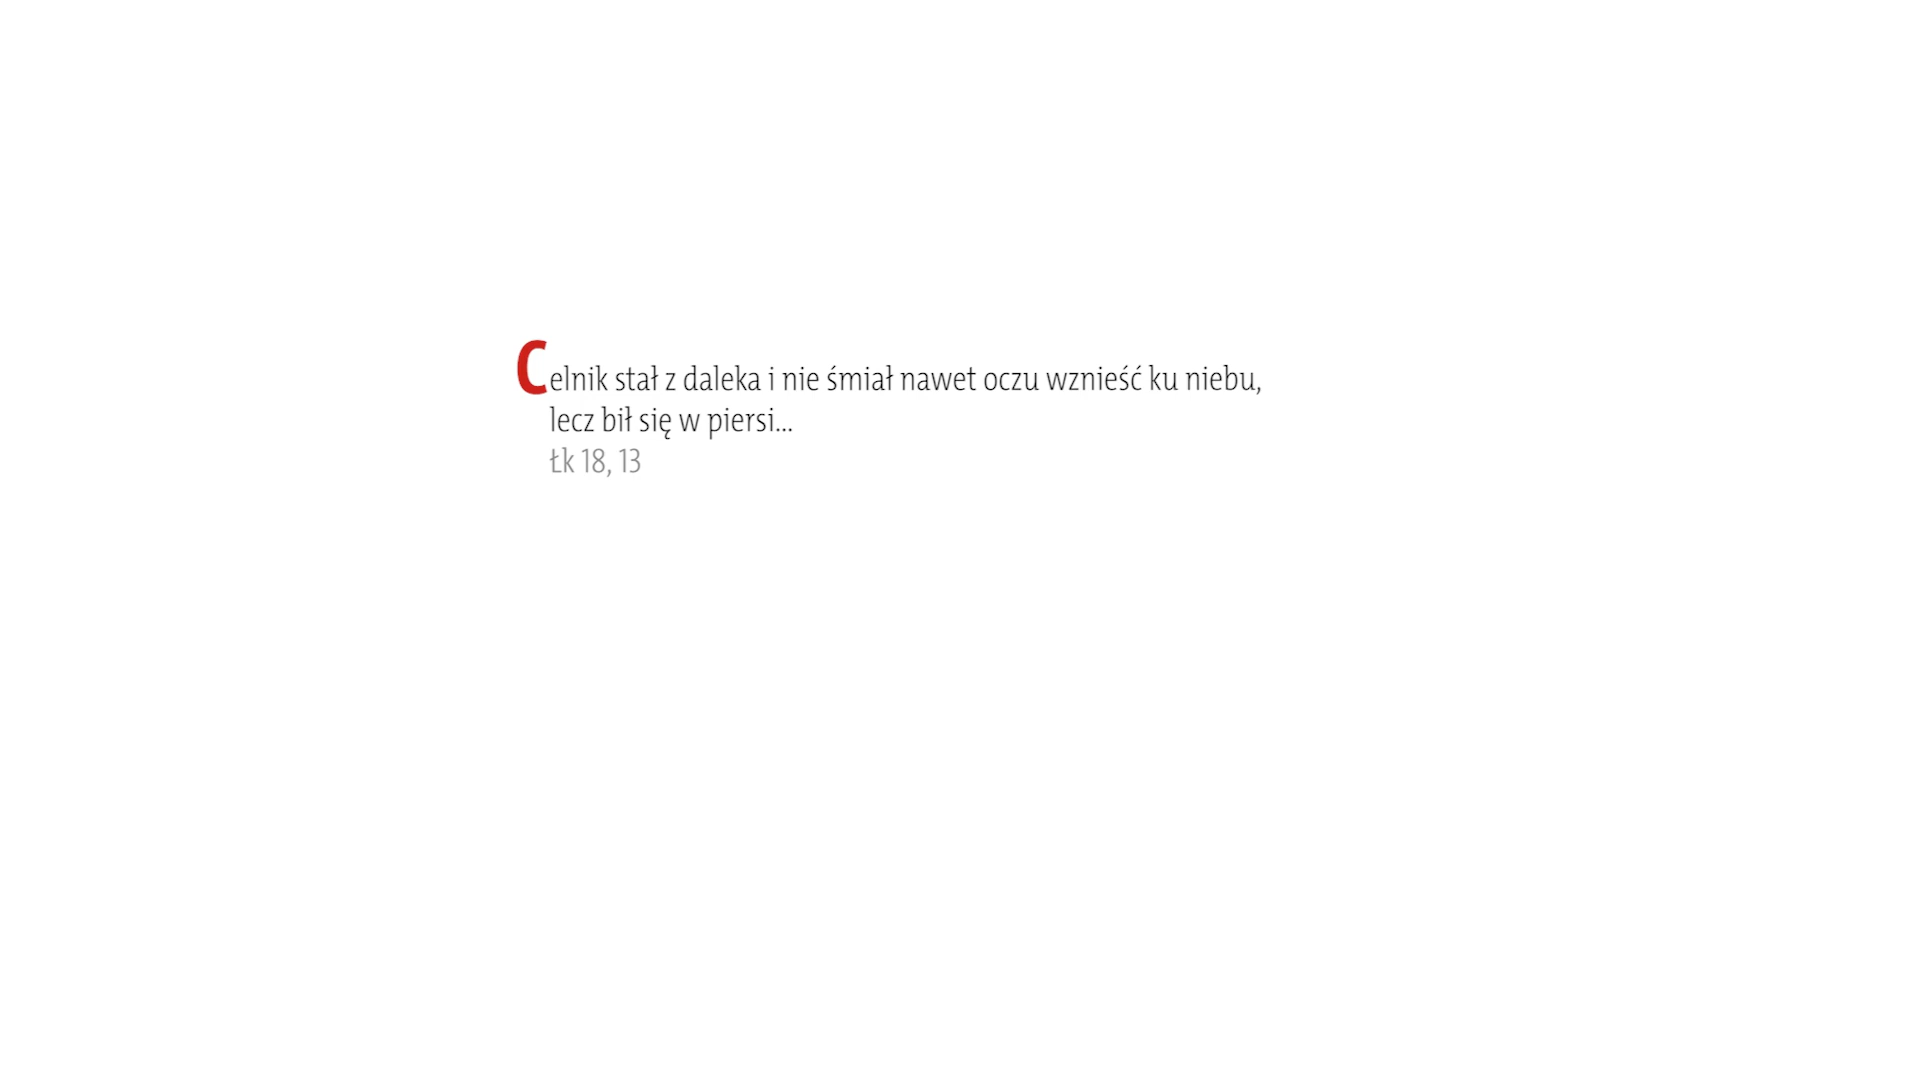 Celnik stał z daleka i nie śmiał nawet oczu wznieść ku niebu,
lecz bił się w piersi...
Łk 18, 13